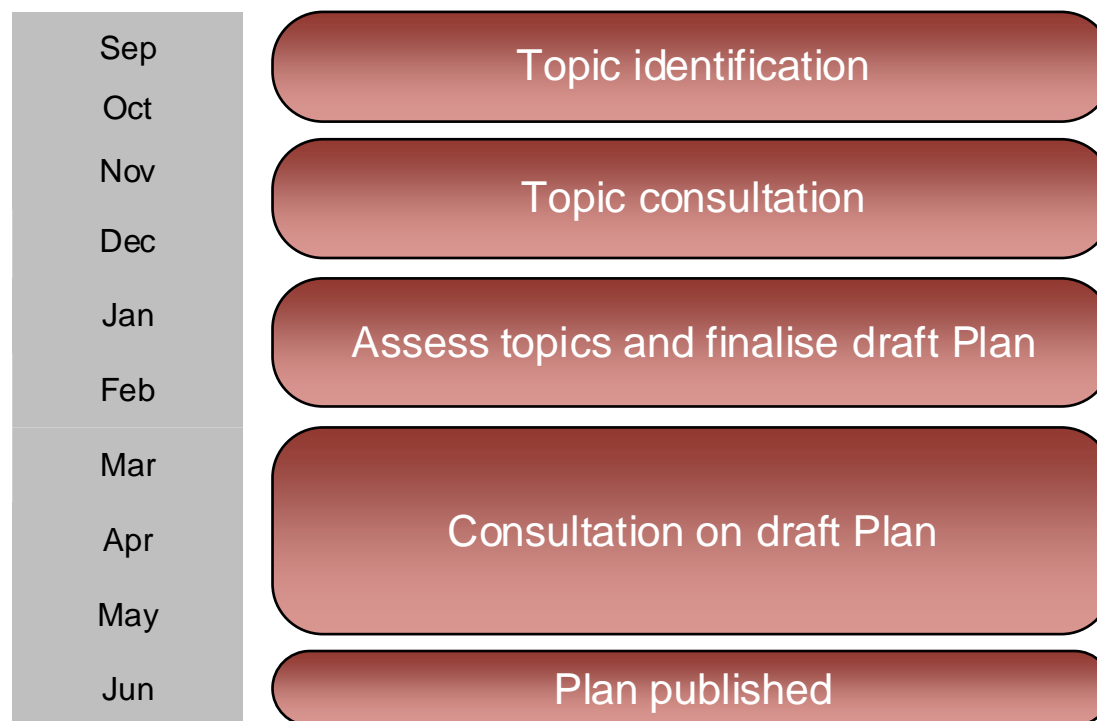 Sep
Topic identification
Oct
Nov
Topic consultation
Dec
Jan
Assess topics and finalise draft Plan
Feb
Mar
Apr
Consultation on draft Plan
May
Jun
Plan published